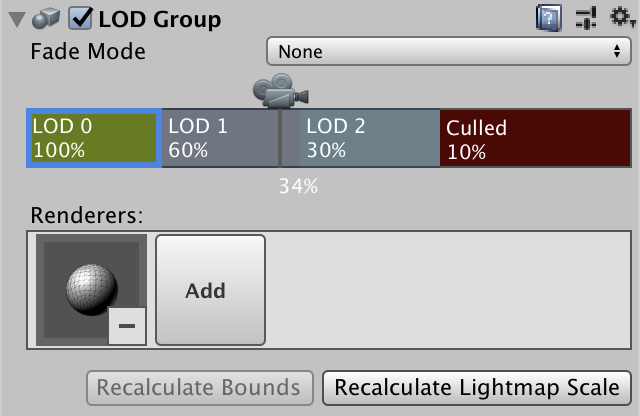 LOD Group
Fade Mode
None
LOD 0
100%
LOD 1
60%
LOD 2
30%
Culled
10%
34%
Renderers:
Add
Recalculate Bounds
Recalculate Lightmap Scale